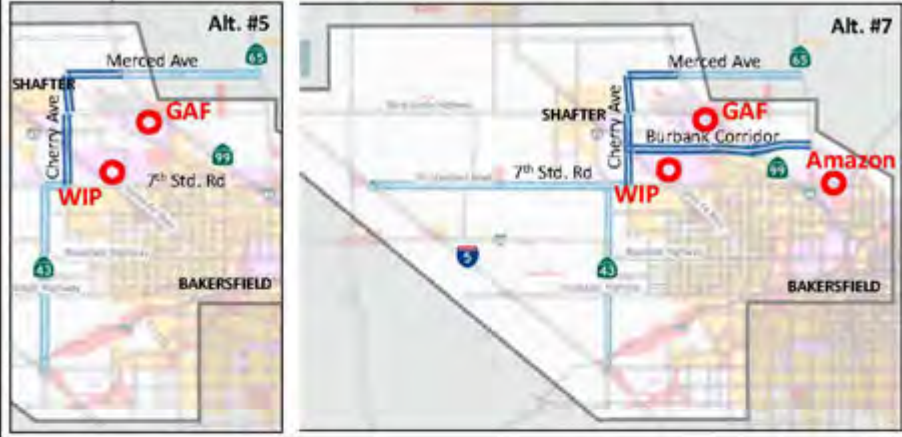 Alt. #5
65
Merced Ave
SHAFTER
Cherry Ave
GAF
99
7th Std. Rd
WIP
43
BAKERSFIELD
Alt. #7
65
Merced Ave
SHAFTER
Cherry Ave
GAF
Burbank Corridor
99
Amazon
7th Std. Rd
WIP
5
43
BAKERSFIELD